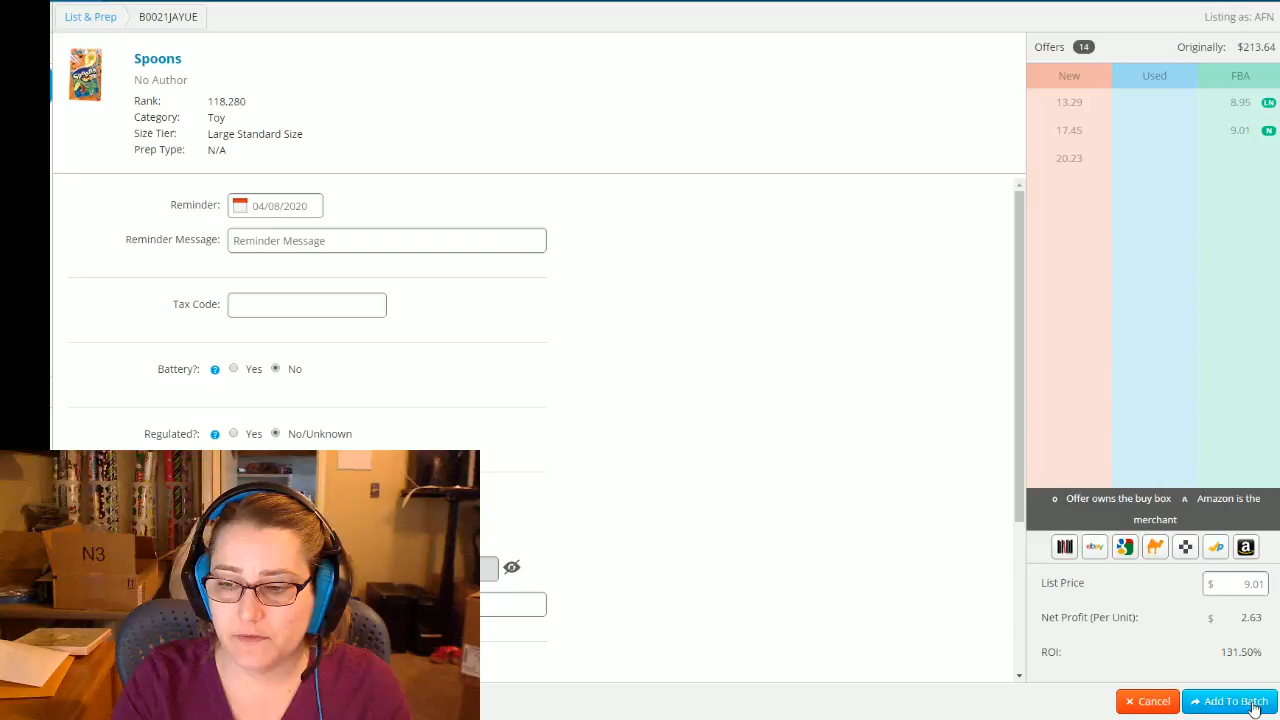 List & Prep B0021JAYUE Listing as: AFN
Spoons
No Author
Rank: 118,280
Category: Toy
Size Tier: Large Standard Size
Prep Type: N/A
Offers 14 Originally: $213.64
New Used FBA
13.29 8.95 LN
17.45 9.01 N
20.23
Reminder: 04/08/2020
Reminder Message: Reminder Message
Tax Code:
Battery?: ? Yes No
Regulated?: ? Yes No/Unknown
O Offer owns the buy box A Amazon is the
merchant
ebay a
List Price $ 9.01
Net Profit (Per Unit): $ 2.63
ROI: 131.50%
Cancel Add To Batch
Spoons
N3